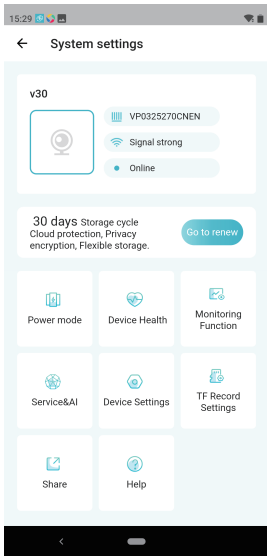 15:29
System settings
v30
VP0325270CNEN
Signal strong
Online
30 days Storage cycle
Cloud protection, Privacy
encryption, Flexible storage.
Go to renew
Power mode
Device Health
Monitoring
Function
Service&AI
Device Settings
TF Record
Settings
Share
Help